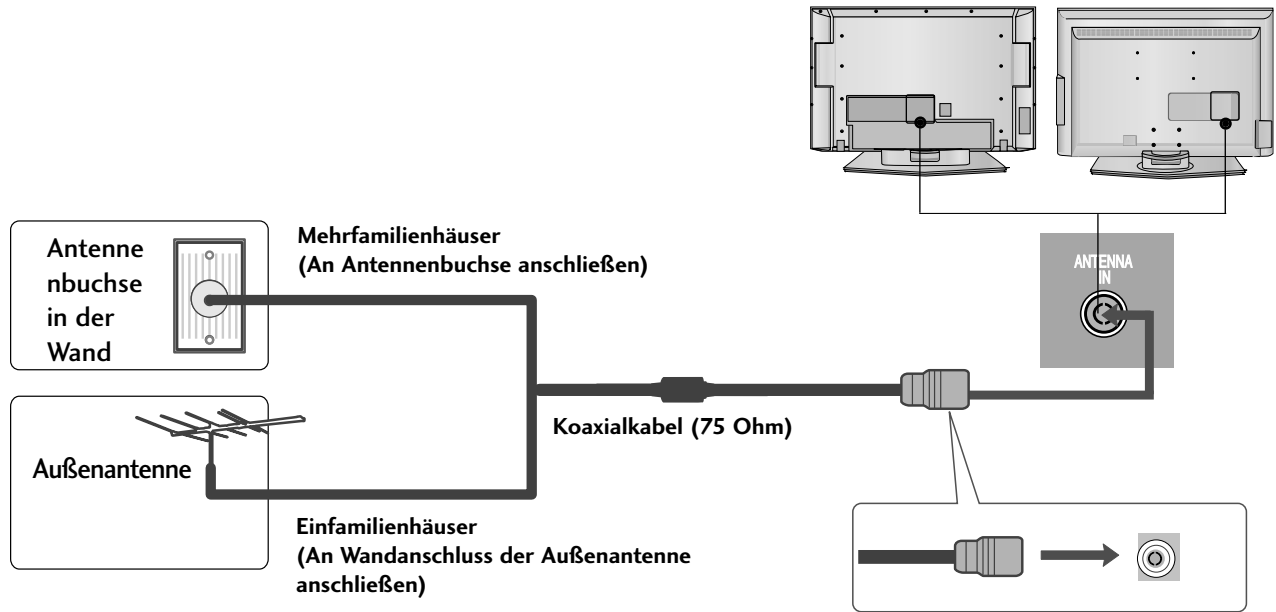 Antenne
nbuchse
in der
Wand
Mehrfamilienhäuser
(An Antennenbuchse anschließen)
ANTENNA
IN
Koaxialkabel (75 Ohm)
Außenantenne
Einfamilienhäuser
(An Wandanschluss der Außenantenne
anschließen)